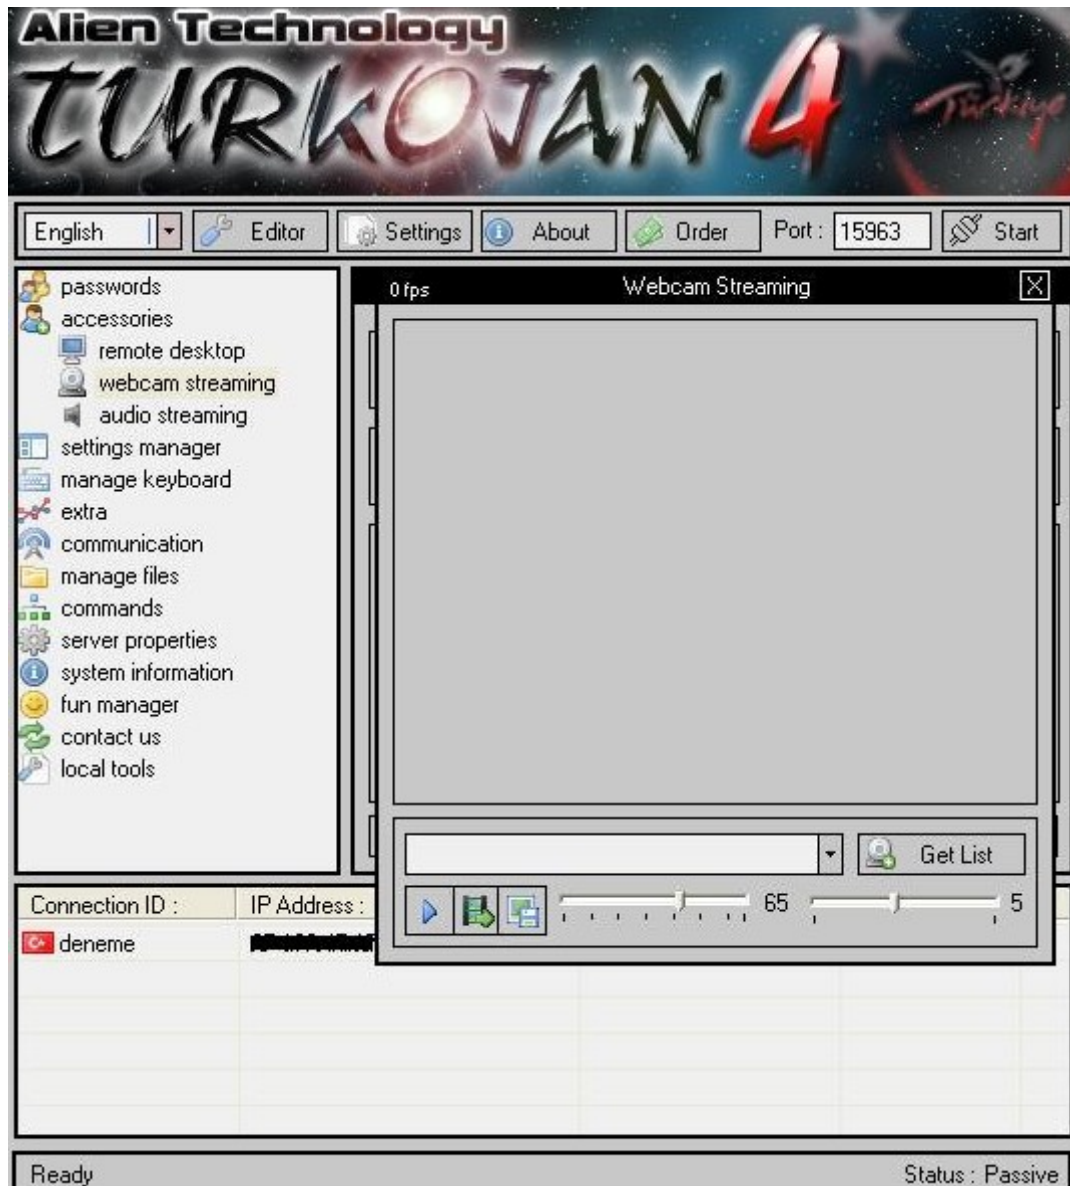 Alien Technology
TURKOJAN 4
Türkiye
English Editor Settings About Order Port : 15963 Start
passwords
accessories
remote desktop
webcam streaming
audio streaming
settings manager
manage keyboard
extra
communication
manage files
commands
server properties
system information
fun manager
contact us
local tools
0 fps Webcam Streaming
Get List
65 5
Connection ID : IP Address :
deneme
Ready Status : Passive